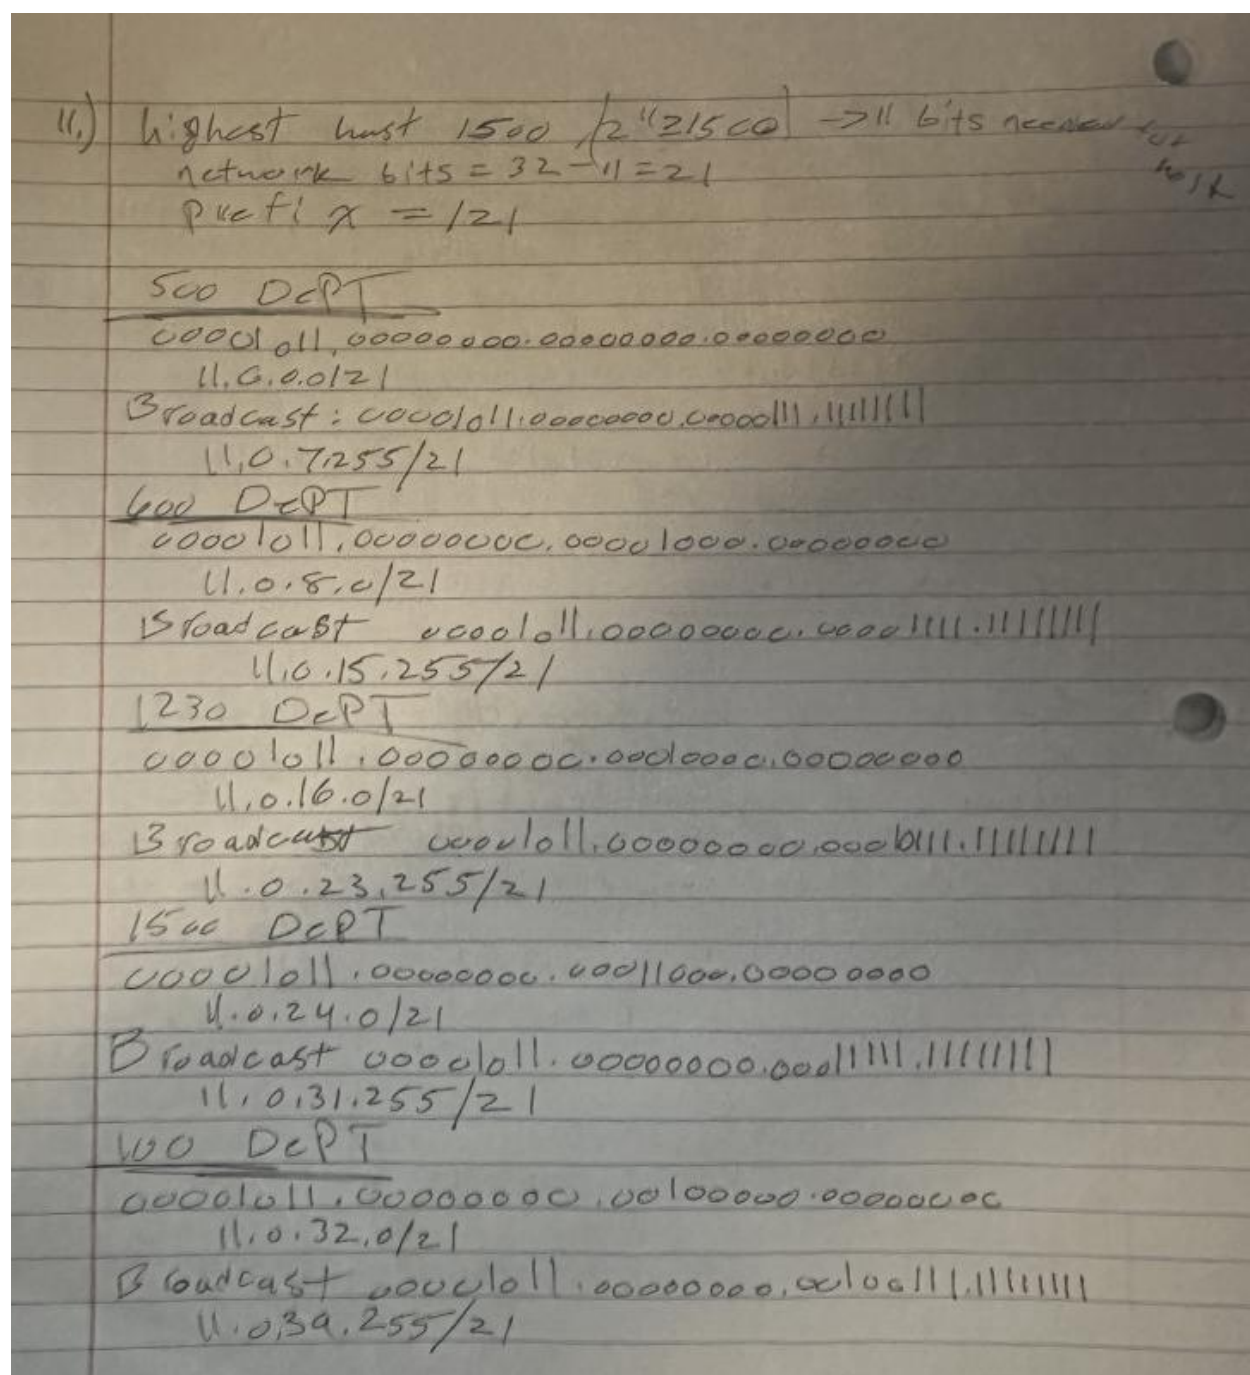 11.) highest host 1500 [2^11 ≥ 1500] -> 11 bits needed for
host
network bits = 32 - 11 = 21
prefix = /21
500 DEPT
00001011.00000000.00000000.00000000
11.0.0.0/21
Broadcast: 00001011.00000000.00000111.11111111
11.0.7.255/21
600 DEPT
00001011.00000000.00001000.00000000
11.0.8.0/21
Broadcast 00001011.00000000.00001111.11111111
11.0.15.255/21
1230 DEPT
00001011.00000000.00010000.00000000
11.0.16.0/21
Broadcast 00001011.00000000.00010111.11111111
11.0.23.255/21
1500 DEPT
00001011.00000000.00011000.00000000
11.0.24.0/21
Broadcast 00001011.00000000.00011111.11111111
11.0.31.255/21
100 DEPT
00001011.00000000.00100000.00000000
11.0.32.0/21
Broadcast 00001011.00000000.00100111.11111111
11.0.39.255/21